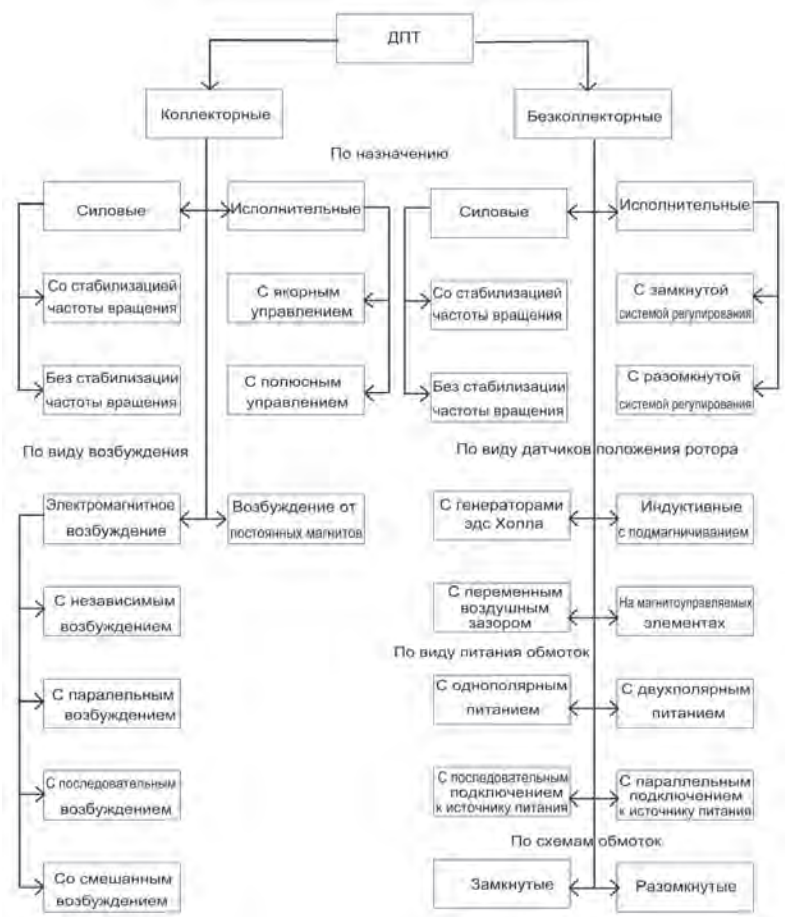 ДПТ
Коллекторные
Безколлекторные
По назначению
Силовые
Исполнительные
Силовые
Исполнительные
Со стабилизацией
частоты вращения
С якорным
управлением
Со стабилизацией
частоты вращения
С замкнутой
системой регулирования
Без стабилизации
частоты вращения
С полюсным
управлением
Без стабилизации
частоты вращения
С разомкнутой
системой регулирования
По виду возбуждения
По виду датчиков положения ротора
Электромагнитное
возбуждение
Возбуждение от
постоянных магнитов
С генераторами
эдс Холла
Индуктивные
с подмагничиванием
С независимым
возбуждением
С переменным
воздушным
зазором
На магнитоуправляемых
элементах
По виду питания обмоток
С паралельным
возбуждением
С однополярным
питанием
С двухполярным
питанием
С последовательным
возбуждением
С последовательным
подключением
к источнику питания
С параллельным
подключением
к источнику питания
По схемам обмоток
Со смешанным
возбуждением
Замкнутые
Разомкнутые